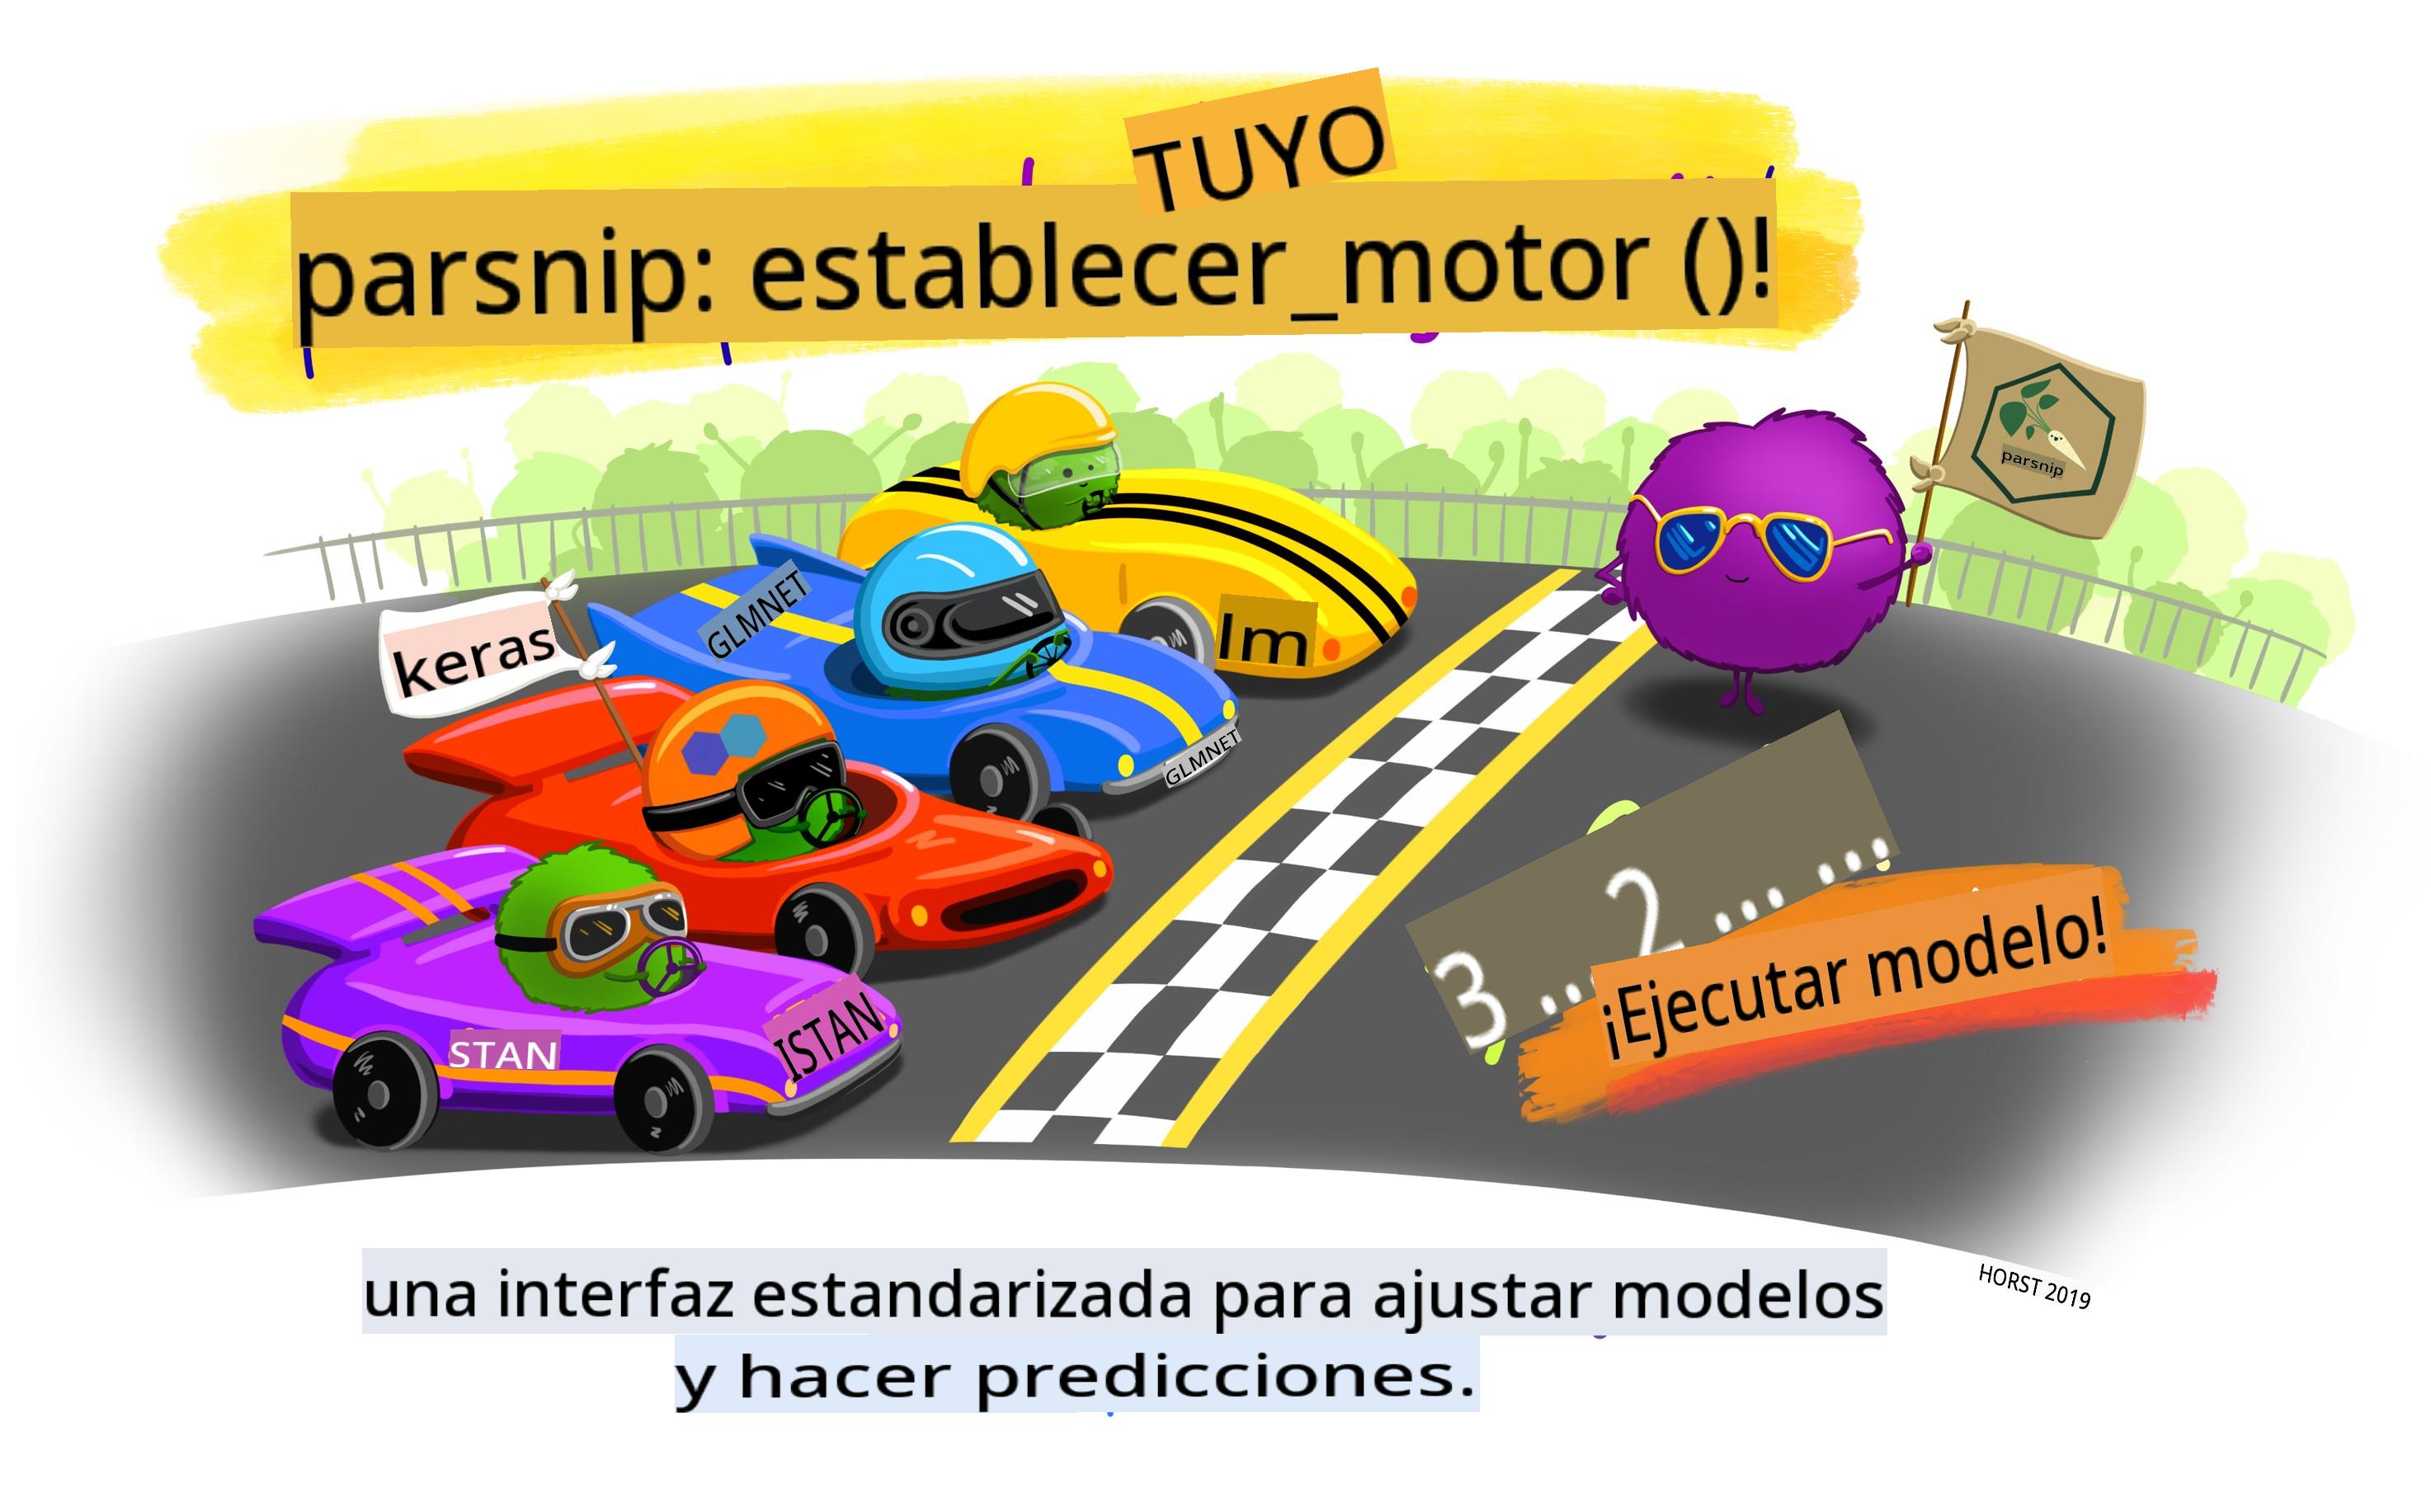 TUYO
parsnip: establecer_motor ()!
parsnip
keras
GLMNET
lm
GLMNET
3 ... 2 .... ....
¡Ejecutar modelo!
STAN
ISTAN
HORST 2019
una interfaz estandarizada para ajustar modelos
y hacer predicciones.